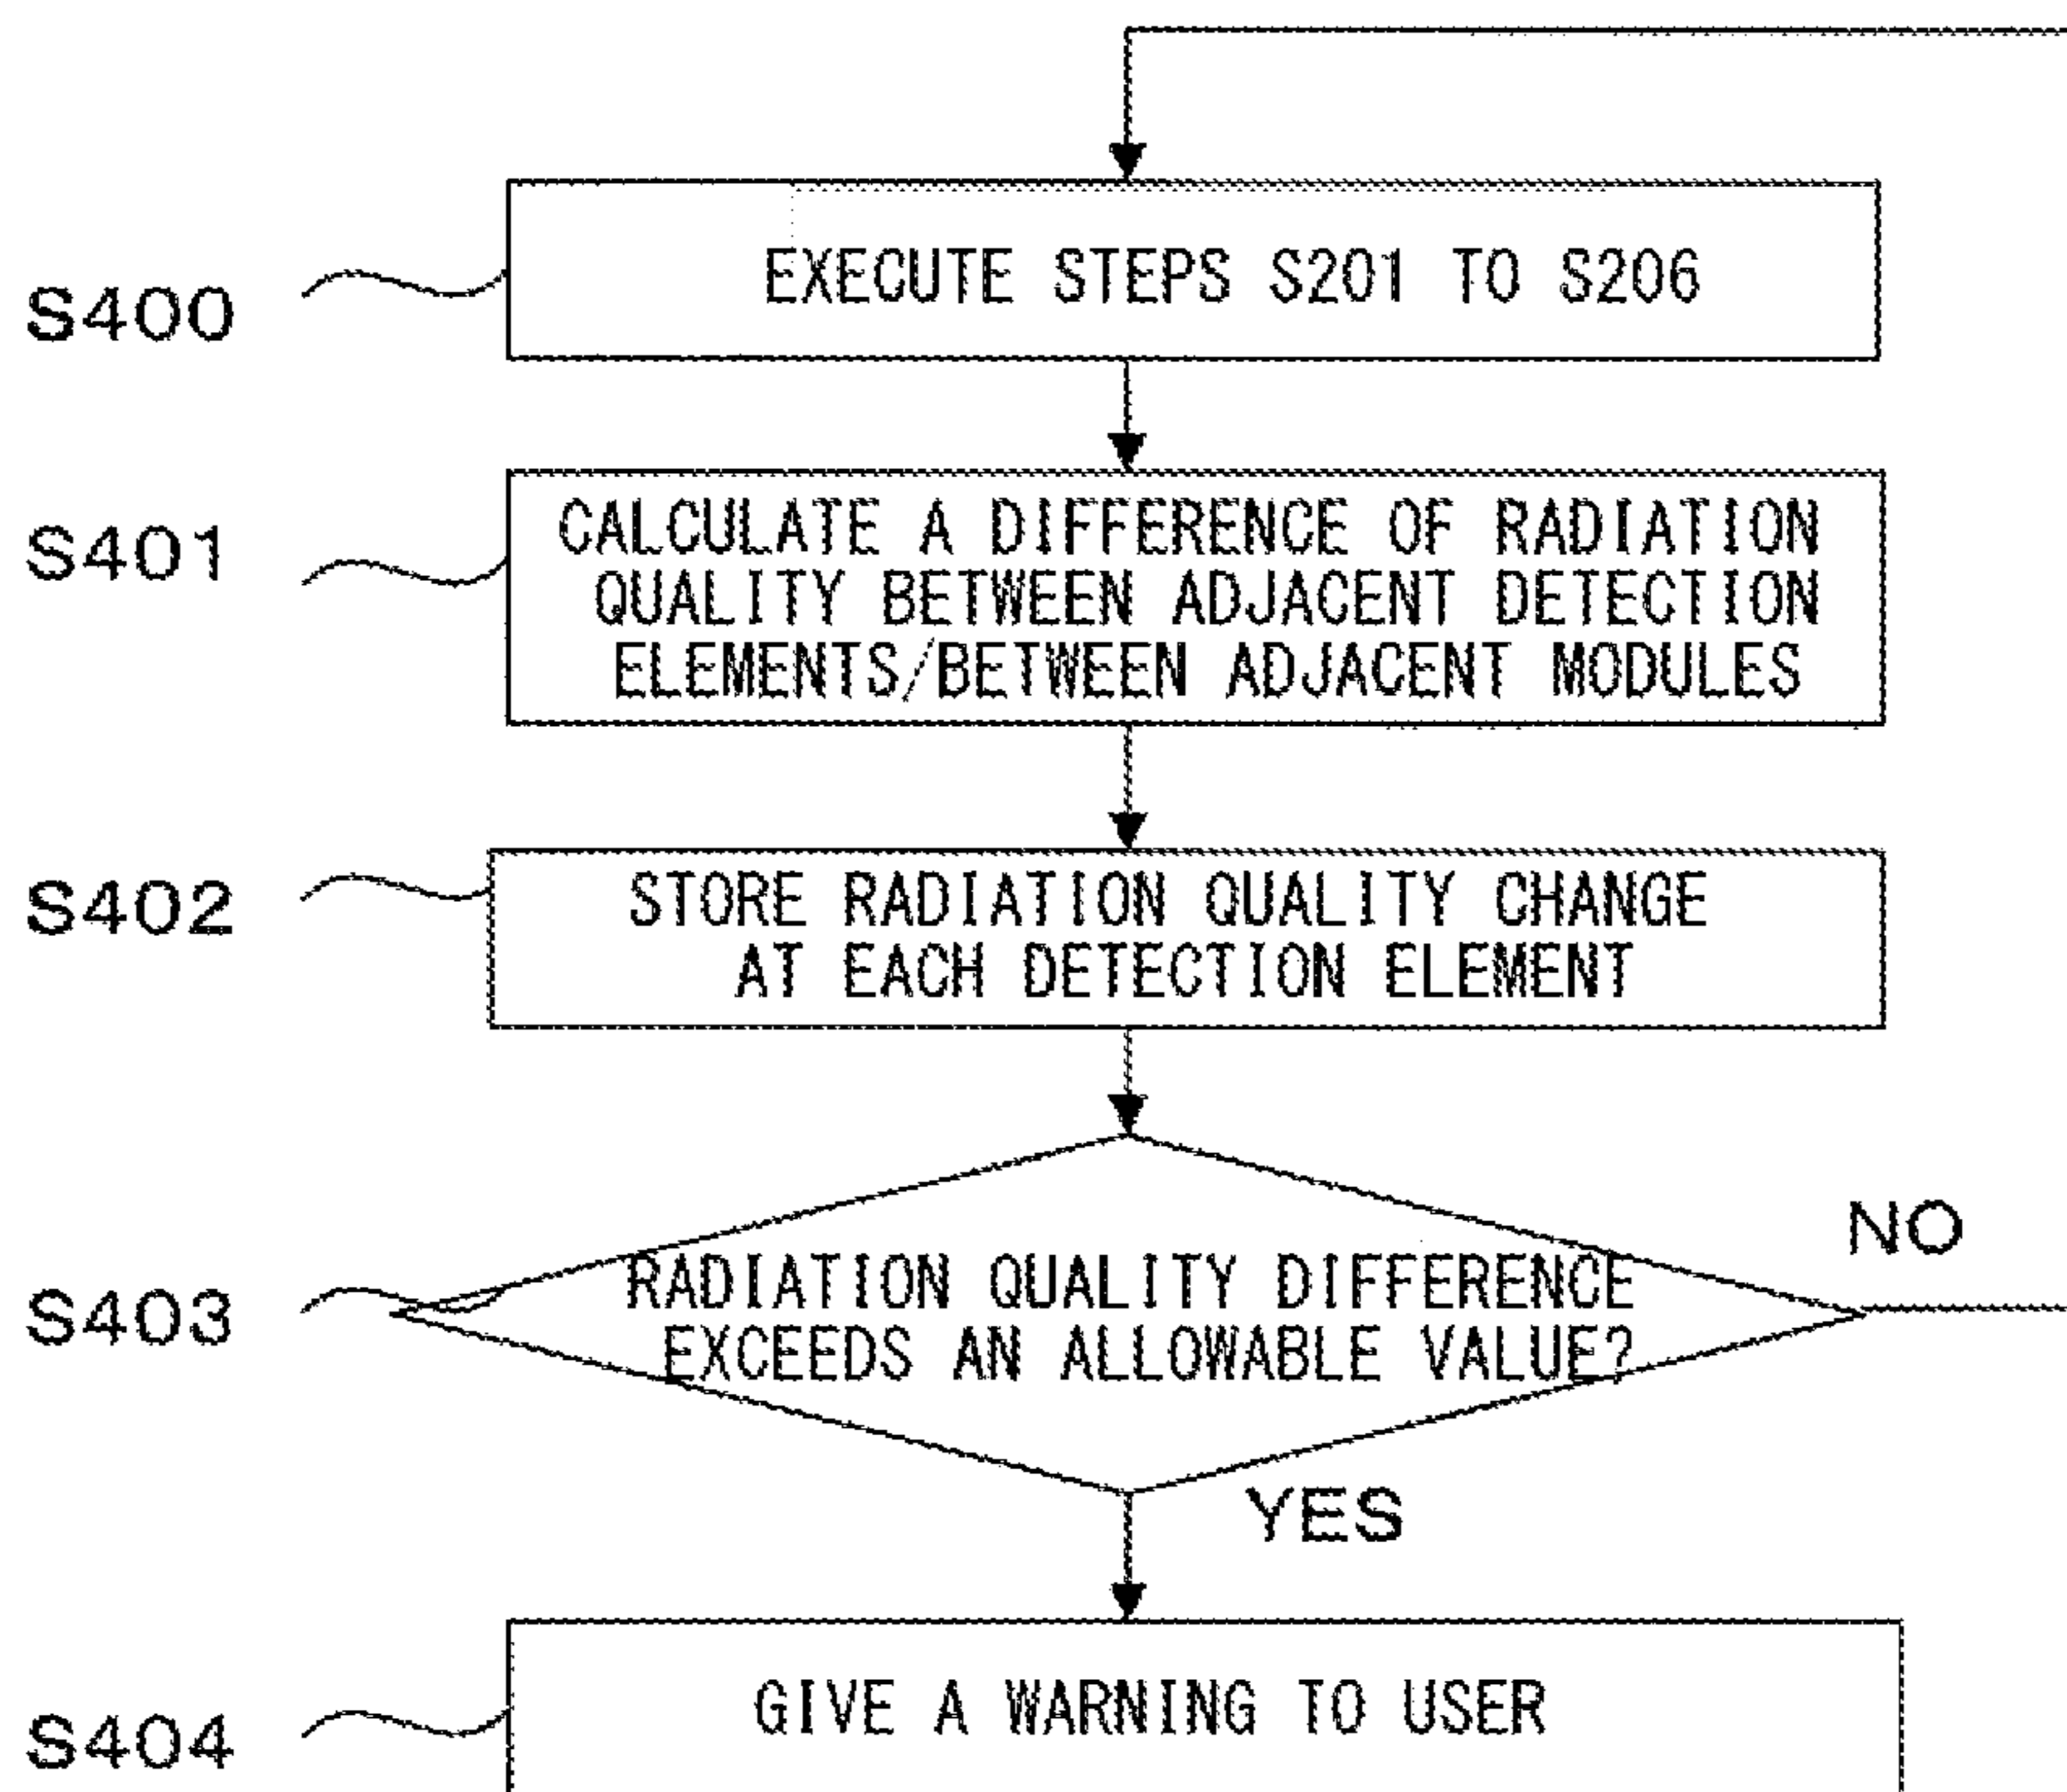 S400
EXECUTE STEPS S201 TO S206
S401
CALCULATE A DIFFERENCE OF RADIATION
QUALITY BETWEEN ADJACENT DETECTION
ELEMENTS/BETWEEN ADJACENT MODULES
S402
STORE RADIATION QUALITY CHANGE
AT EACH DETECTION ELEMENT
S403
RADIATION QUALITY DIFFERENCE
EXCEEDS AN ALLOWABLE VALUE?
NO
YES
S404
GIVE A WARNING TO USER